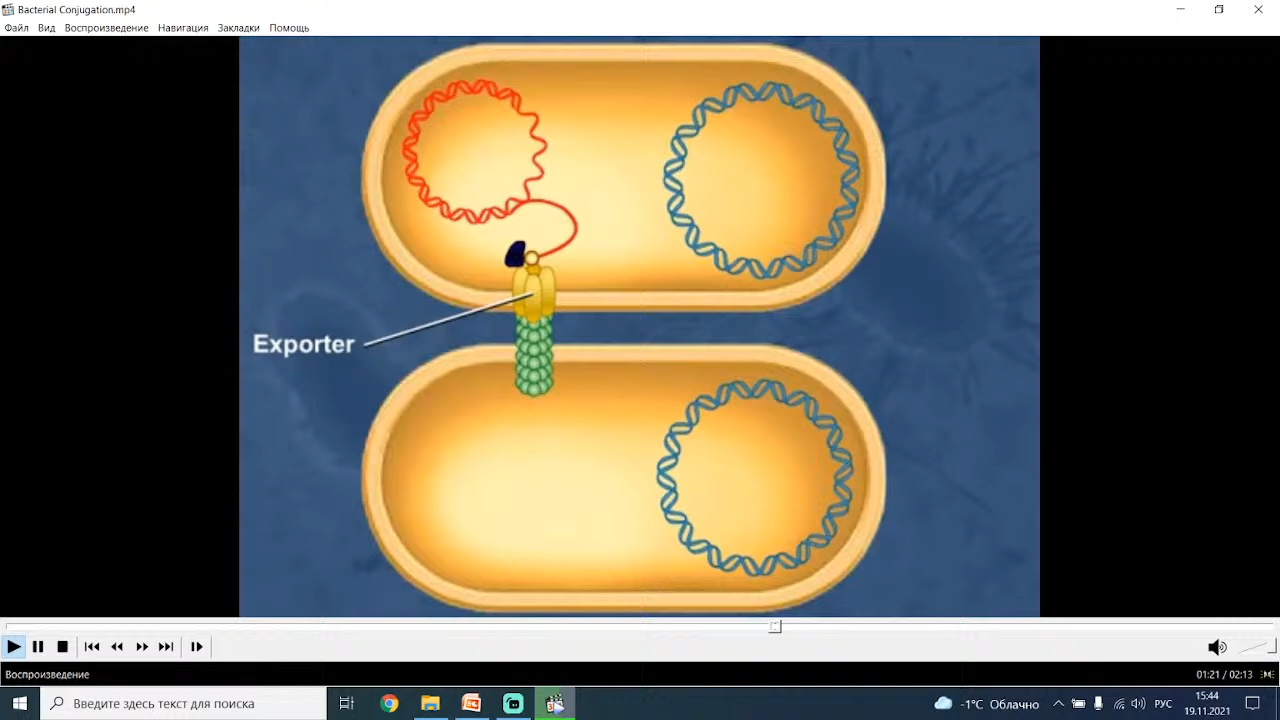 Bacterial Conjugation.mp4
Файл Вид Воспроизведение Навигация Закладки Помощь
Exporter
Воспроизведение
01:21 / 02:13
Введите здесь текст для поиска
-1°C Облачно
РУС
15:44
19.11.2021